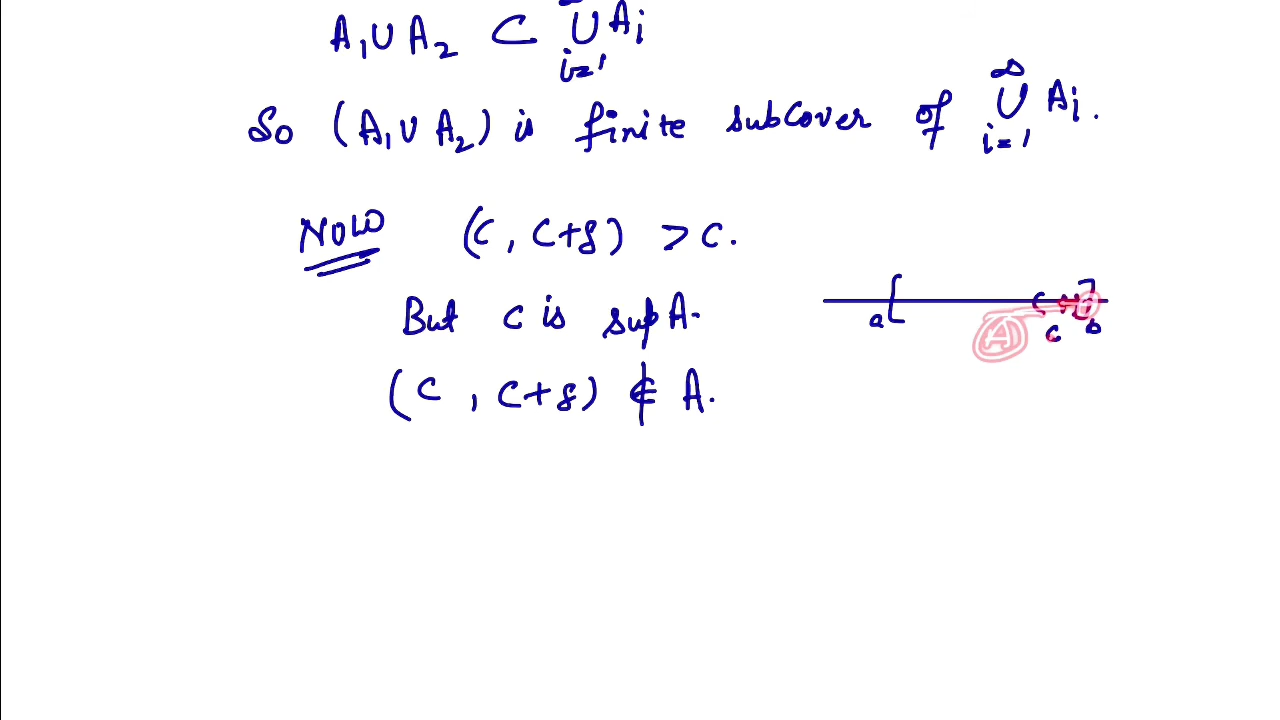 A₁∪A₂ ⊂ ∞∪i=1 Ai
So (A₁∪A₂) is finite subcover of ∞∪i=1 Ai.
Now (c, c+δ) > c.
But c is sup A.
(c, c+δ) ⊄ A.
a [ ( ] c b
A